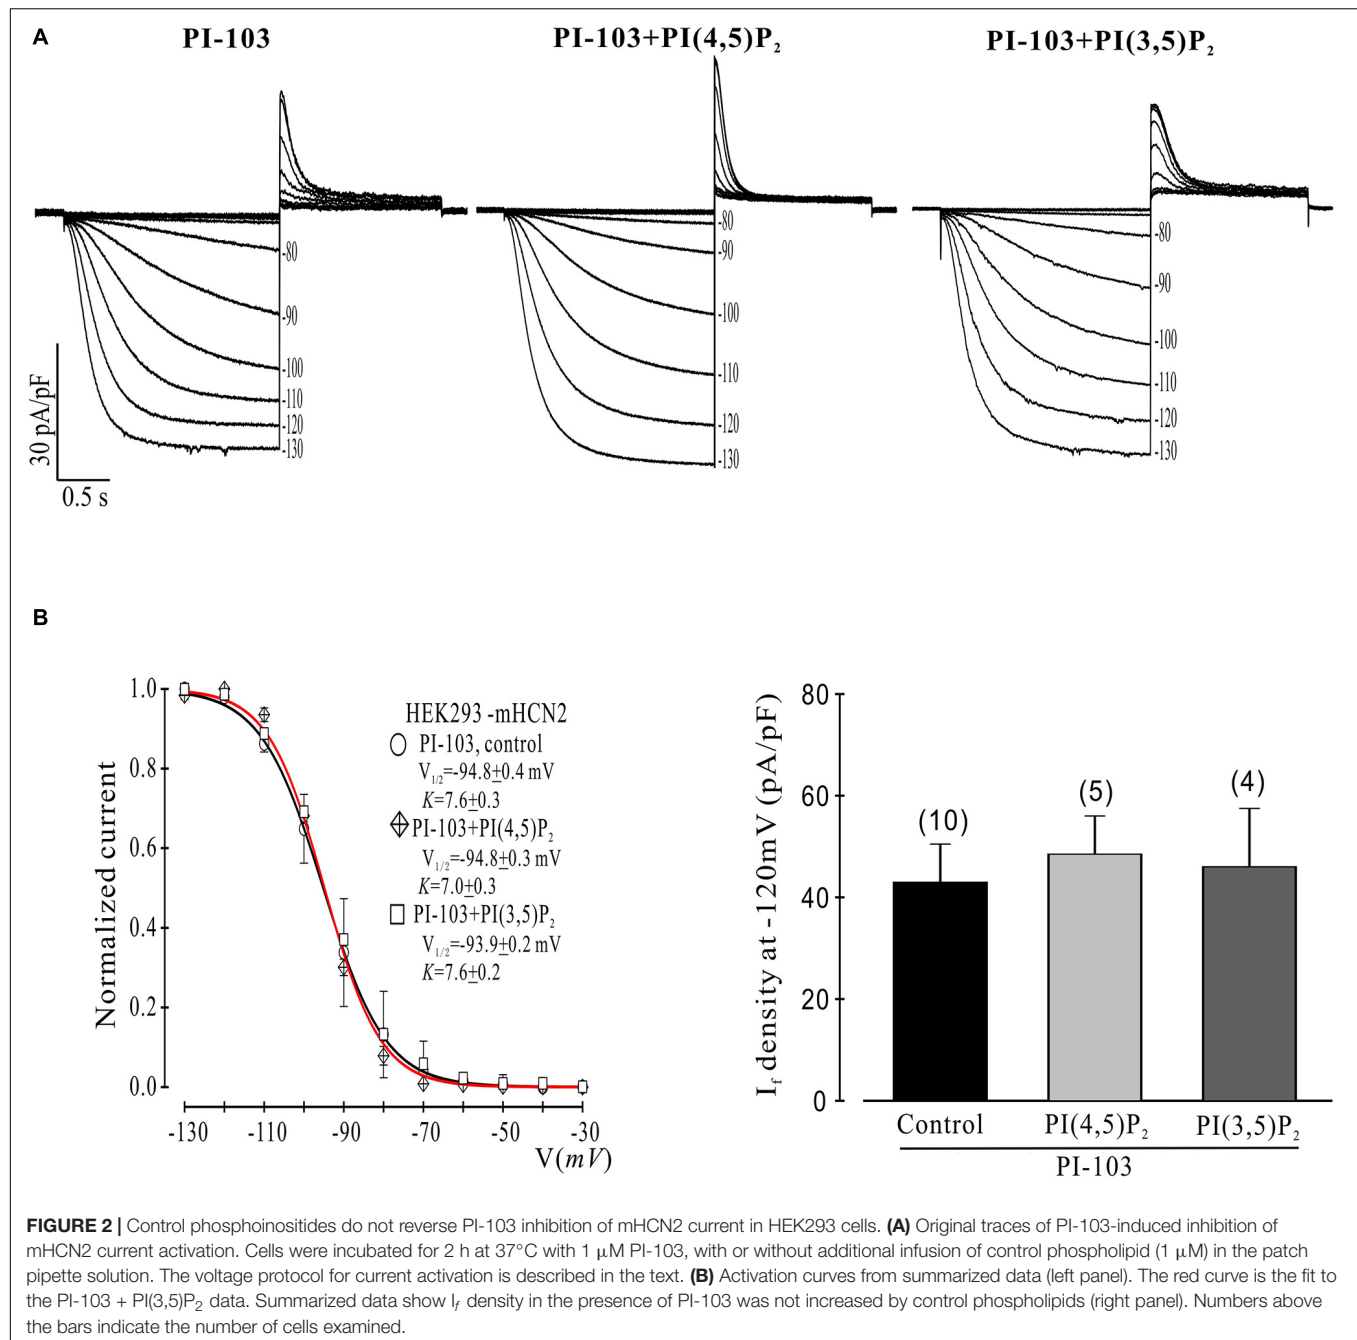 A
PI-103
PI-103+PI(4,5)P₂
PI-103+PI(3,5)P₂
-80
-90
-100
-110
-120
-130
30 pA/pF
0.5 s
-80
-90
-100
-110
-120
-130
-80
-90
-100
-110
-120
-130
B
Normalized current
1.0
0.8
0.6
0.4
0.2
0.0
-130
-110
-90
-70
-50
-30
V(mV)
HEK293 -mHCN2
PI-103, control
V₁/₂=-94.8±0.4 mV
K=7.6±0.3
PI-103+PI(4,5)P₂
V₁/₂=-94.8±0.3 mV
K=7.0±0.3
PI-103+PI(3,5)P₂
V₁/₂=-93.9±0.2 mV
K=7.6±0.2
I_f density at -120mV (pA/pF)
80
60
40
20
0
(10)
(5)
(4)
Control
PI(4,5)P₂
PI(3,5)P₂
PI-103
FIGURE 2 | Control phosphoinositides do not reverse PI-103 inhibition of mHCN2 current in HEK293 cells. (A) Original traces of PI-103-induced inhibition of
mHCN2 current activation. Cells were incubated for 2 h at 37°C with 1 μM PI-103, with or without additional infusion of control phospholipid (1 μM) in the patch
pipette solution. The voltage protocol for current activation is described in the text. (B) Activation curves from summarized data (left panel). The red curve is the fit to
the PI-103 + PI(3,5)P₂ data. Summarized data show I_f density in the presence of PI-103 was not increased by control phospholipids (right panel). Numbers above
the bars indicate the number of cells examined.